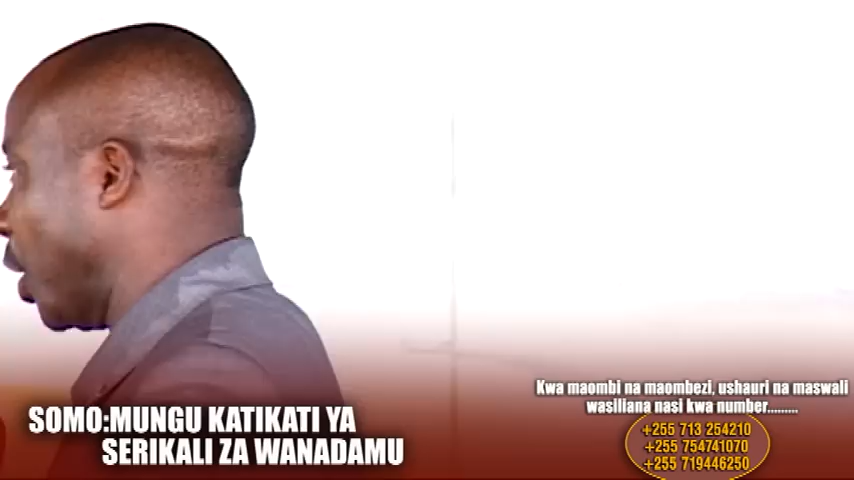 SOMO:MUNGU KATIKATI YA
SERIKALI ZA WANADAMU
Kwa maombi na maombezi, ushauri na maswali
wasiliana nasi kwa number.........
+255 713 254210
+255 754741070
+255 719446250